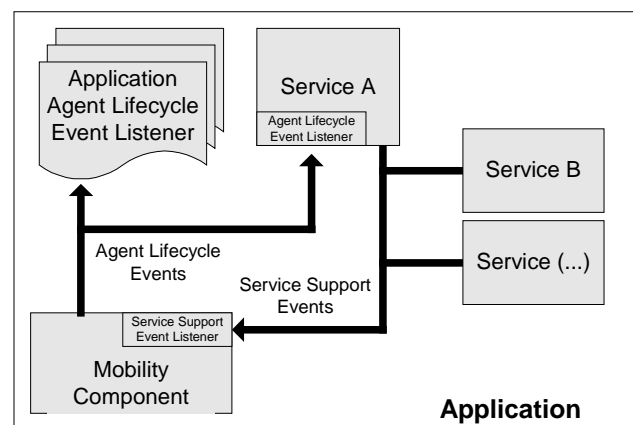 Application
Agent Lifecycle
Event Listener
Service A
Agent Lifecycle
Event Listener
Service B
Service (...)
Agent Lifecycle
Events
Service Support
Events
Service Support
Event Listener
Mobility
Component
Application